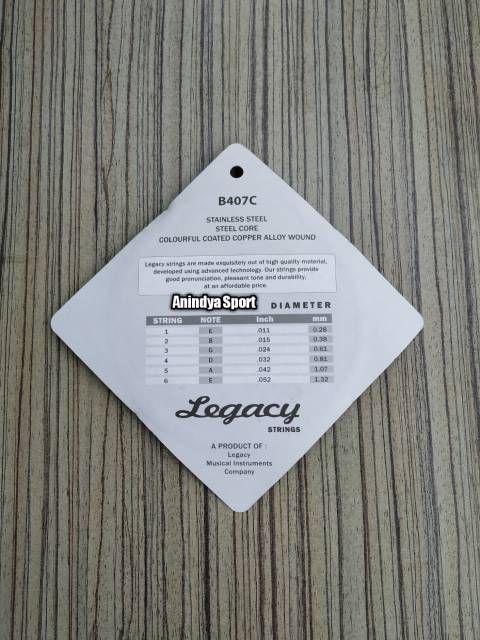 B407C
STAINLESS STEEL
STEEL CORE
COLOURFUL COATED COPPER ALLOY WOUND
Legacy strings are made exquisitely out of high quality material,
developed using advanced technology. Our strings provide
good pronunciation, pleasant tone and durability,
at an affordable price.
Anindya Sport
DIAMETER
STRING NOTE Inch mm
1 E .011 0.28
2 B .015 0.38
3 G .024 0.61
4 D .032 0.81
5 A .042 1.07
6 E .052 1.32
Legacy
STRINGS
A PRODUCT OF :
Legacy
Musical Instruments
Company